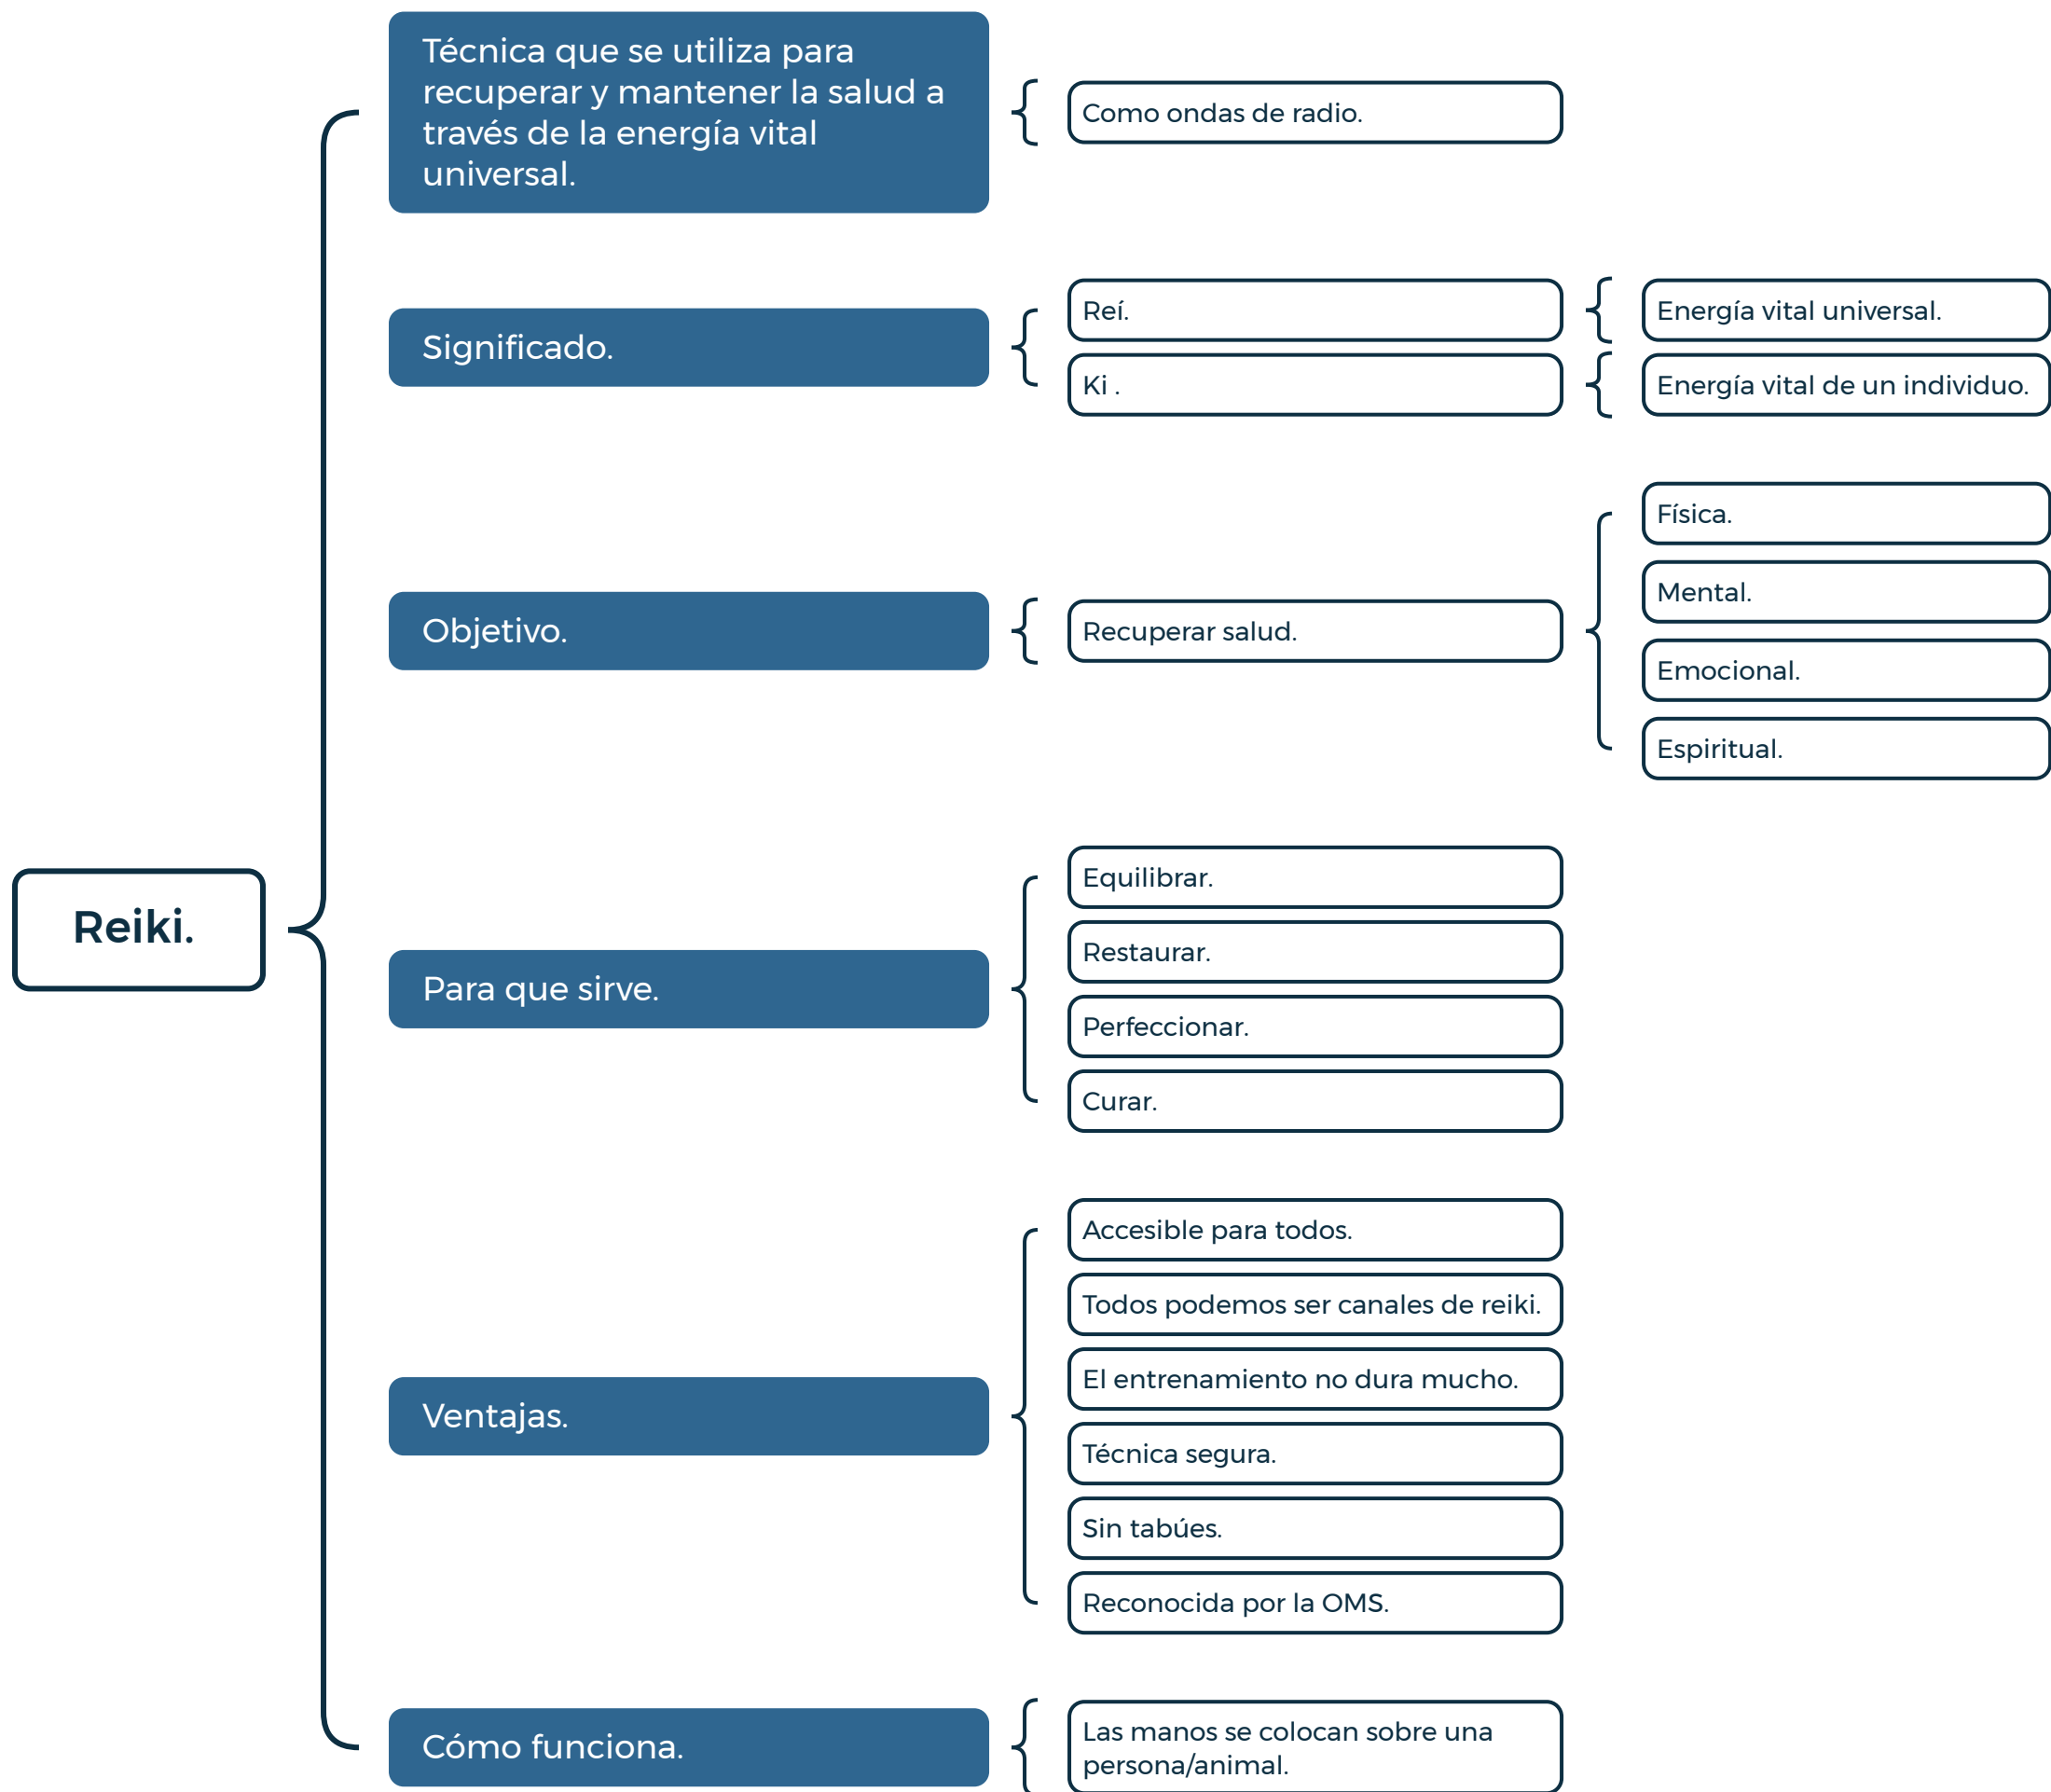 Reiki.
Técnica que se utiliza para
recuperar y mantener la salud a
través de la energía vital
universal.
Como ondas de radio.
Significado.
Reí.
Energía vital universal.
Ki .
Energía vital de un individuo.
Objetivo.
Recuperar salud.
Física.
Mental.
Emocional.
Espiritual.
Para que sirve.
Equilibrar.
Restaurar.
Perfeccionar.
Curar.
Ventajas.
Accesible para todos.
Todos podemos ser canales de reiki.
El entrenamiento no dura mucho.
Técnica segura.
Sin tabúes.
Reconocida por la OMS.
Cómo funciona.
Las manos se colocan sobre una
persona/animal.